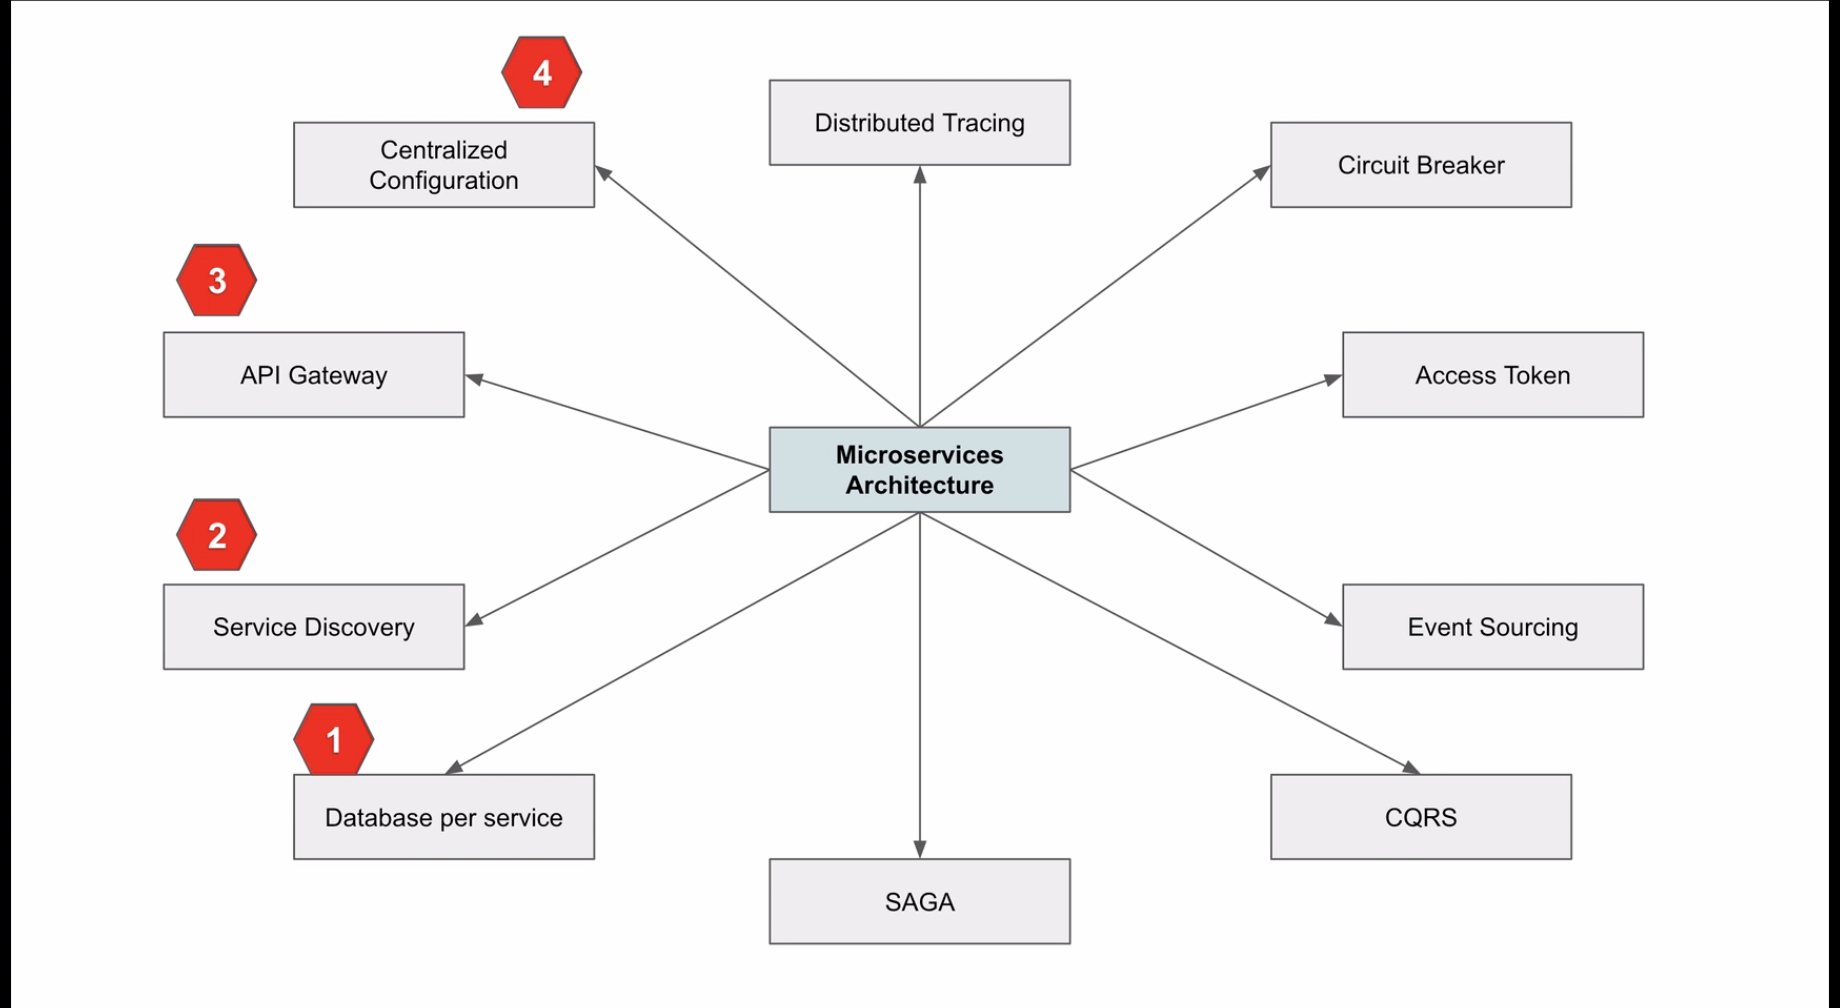 4
Distributed Tracing
Centralized
Configuration
Circuit Breaker
3
API Gateway
Access Token
Microservices
Architecture
2
Service Discovery
Event Sourcing
1
Database per service
CQRS
SAGA